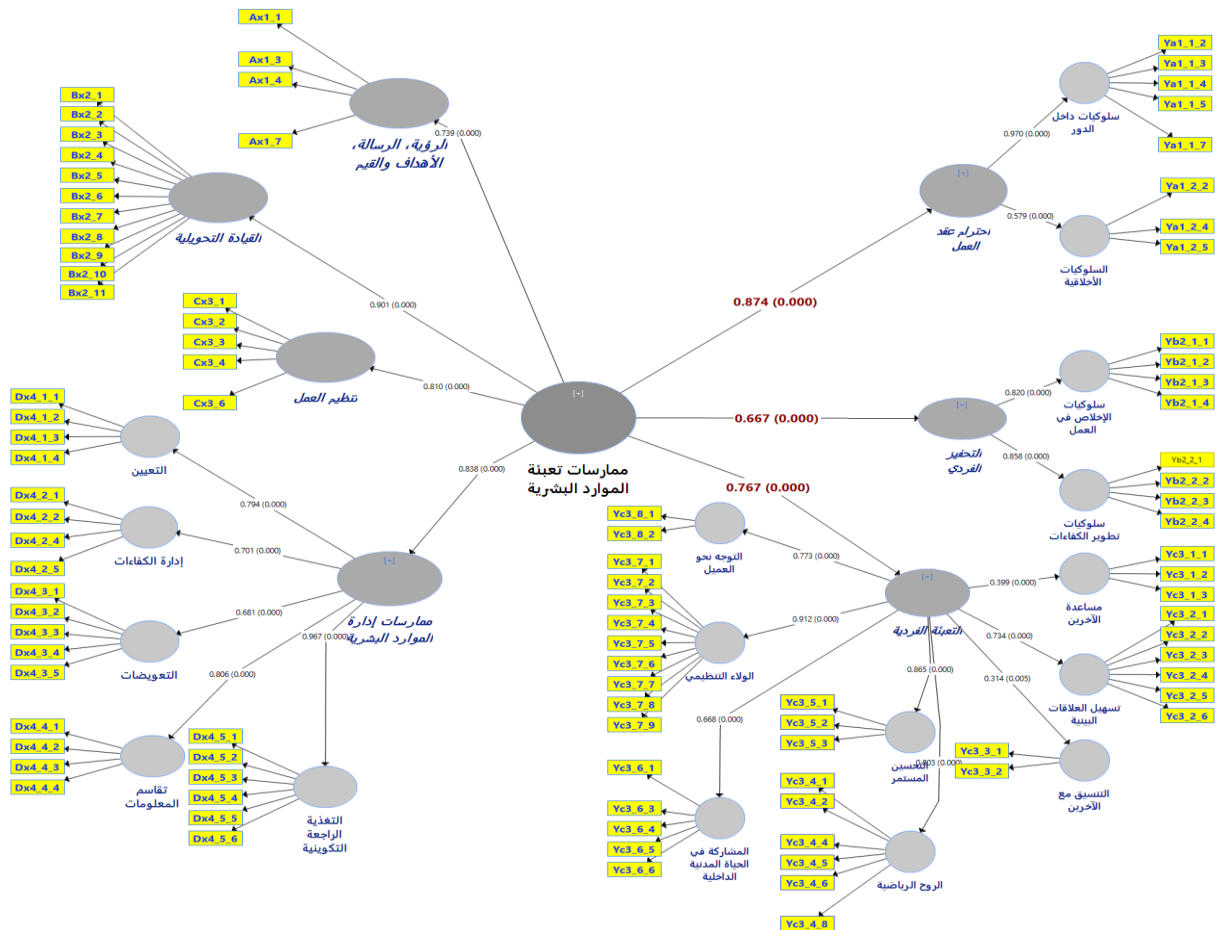 Ax1_1
Ax1_3
Ax1_4
Ax1_7
الرؤية، الرسالة،
الأهداف والقيم
0.739 (0.000)
Bx2_1
Bx2_2
Bx2_3
Bx2_4
Bx2_5
Bx2_6
Bx2_7
Bx2_8
Bx2_9
Bx2_10
Bx2_11
القيادة التحويلية
0.901 (0.000)
Cx3_1
Cx3_2
Cx3_3
Cx3_4
Cx3_6
تنظيم العمل
0.810 (0.000)
[+]
ممارسات تعبئة
الموارد البشرية
0.838 (0.000)
Dx4_1_1
Dx4_1_2
Dx4_1_3
Dx4_1_4
التعيين
0.794 (0.000)
Dx4_2_1
Dx4_2_2
Dx4_2_4
Dx4_2_5
إدارة الكفاءات
0.701 (0.000)
[+]
ممارسات إدارة
الموارد البشرية
Dx4_3_1
Dx4_3_2
Dx4_3_3
Dx4_3_4
Dx4_3_5
التعويضات
0.681 (0.000)
0.967 (0.000)
0.806 (0.000)
Dx4_4_1
Dx4_4_2
Dx4_4_3
Dx4_4_4
تقاسم
المعلومات
Dx4_5_1
Dx4_5_2
Dx4_5_3
Dx4_5_4
Dx4_5_5
Dx4_5_6
التغذية
الراجعة
التكوينية
Ya1_1_2
Ya1_1_3
Ya1_1_4
Ya1_1_5
Ya1_1_7
سلوكيات داخل
الدور
0.970 (0.000)
[+]
احترام عقد
العمل
0.579 (0.000)
Ya1_2_2
Ya1_2_4
Ya1_2_5
السلوكيات
الأخلاقية
0.874 (0.000)
Yb2_1_1
Yb2_1_2
Yb2_1_3
Yb2_1_4
سلوكيات
الإخلاص في
العمل
0.820 (0.000)
0.667 (0.000)
[+]
التحفيز
الفردي
0.858 (0.000)
Yb2_2_1
Yb2_2_2
Yb2_2_3
Yb2_2_4
سلوكيات
تطوير الكفاءات
0.767 (0.000)
Yc3_8_1
Yc3_8_2
التوجه نحو
العميل
0.773 (0.000)
[+]
التعبئة الفردية
Yc3_1_1
Yc3_1_2
Yc3_1_3
مساعدة
الآخرين
0.399 (0.000)
Yc3_7_1
Yc3_7_2
Yc3_7_3
Yc3_7_4
Yc3_7_5
Yc3_7_6
Yc3_7_7
Yc3_7_8
Yc3_7_9
الولاء التنظيمي
0.912 (0.000)
0.734 (0.000)
Yc3_2_1
Yc3_2_2
Yc3_2_3
Yc3_2_4
Yc3_2_5
Yc3_2_6
تسهيل العلاقات
البينية
0.865 (0.000)
0.314 (0.005)
0.668 (0.000)
Yc3_5_1
Yc3_5_2
Yc3_5_3
التحسين
المستمر
0.803 (0.000)
Yc3_3_1
Yc3_3_2
التنسيق مع
الآخرين
Yc3_6_1
Yc3_6_3
Yc3_6_4
Yc3_6_5
Yc3_6_6
المشاركة في
الحياة المدنية
الداخلية
Yc3_4_1
Yc3_4_2
Yc3_4_4
Yc3_4_5
Yc3_4_6
Yc3_4_8
الروح الرياضية